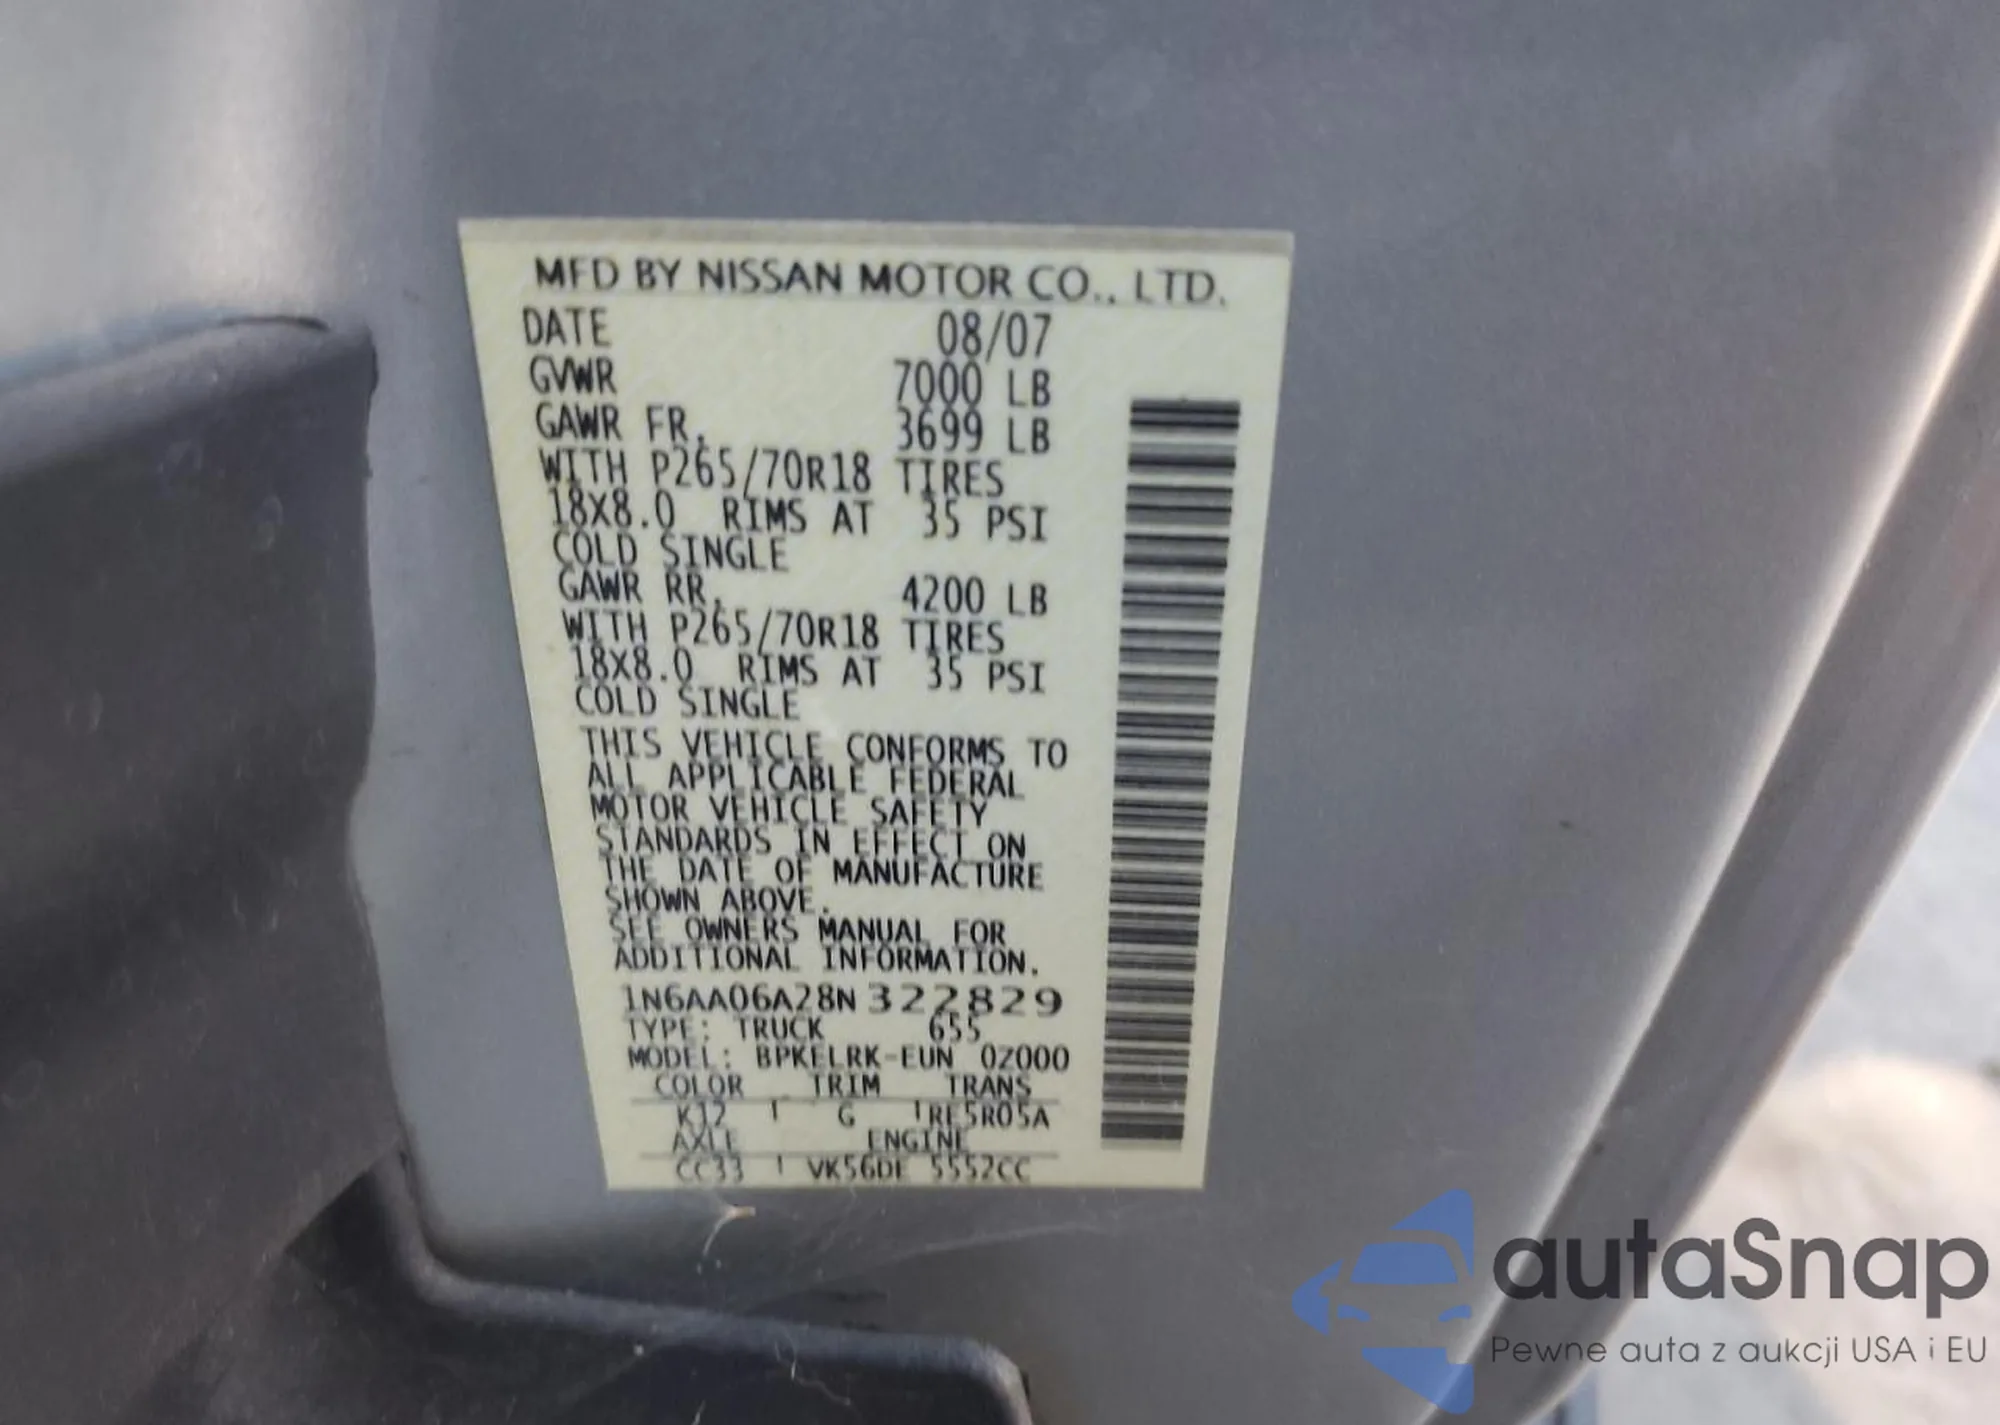 MFD BY NISSAN MOTOR CO., LTD.
DATE 08/07
GVWR 7000 LB
GAWR FR. 3699 LB
WITH P265/70R18 TIRES
18X8.0 RIMS AT 35 PSI
COLD SINGLE
GAWR RR. 4200 LB
WITH P265/70R18 TIRES
18X8.0 RIMS AT 35 PSI
COLD SINGLE
THIS VEHICLE CONFORMS TO
ALL APPLICABLE FEDERAL
MOTOR VEHICLE SAFETY
STANDARDS IN EFFECT ON
THE DATE OF MANUFACTURE
SHOWN ABOVE.
SEE OWNERS MANUAL FOR
ADDITIONAL INFORMATION.
1N6AA06A28N322829
TYPE: TRUCK 655
MODEL: BPKELRK-EUN 0Z000
COLOR TRIM TRANS
K12 G RE5R05A
AXLE ENGINE
CC33 VK56DE 5552CC
autaSnap
Pewne auta z aukcji USA i EU